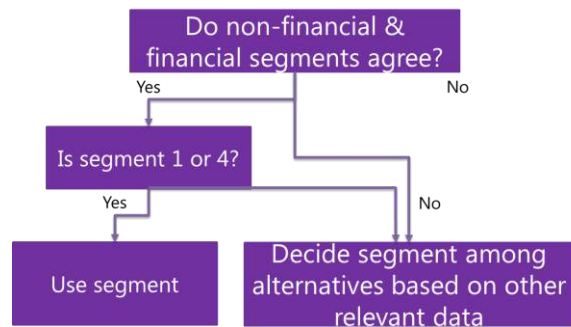 Do non-financial &
financial segments agree?
Yes
No
Is segment 1 or 4?
Yes
No
Use segment
Decide segment among
alternatives based on other
relevant data